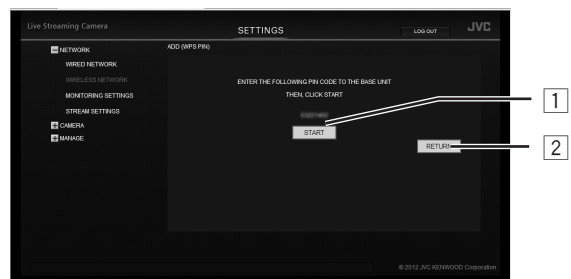 Live Streaming Camera
SETTINGS
LOG OUT
JVC
NETWORK
ADD (WPS PIN)
WIRED NETWORK
WIRELESS NETWORK
MONITORING SETTINGS
STREAM SETTINGS
CAMERA
MANAGE
ENTER THE FOLLOWING PIN CODE TO THE BASE UNIT
THEN, CLICK START
START
RETURN
1
2
© 2012 JVC KENWOOD Corporation